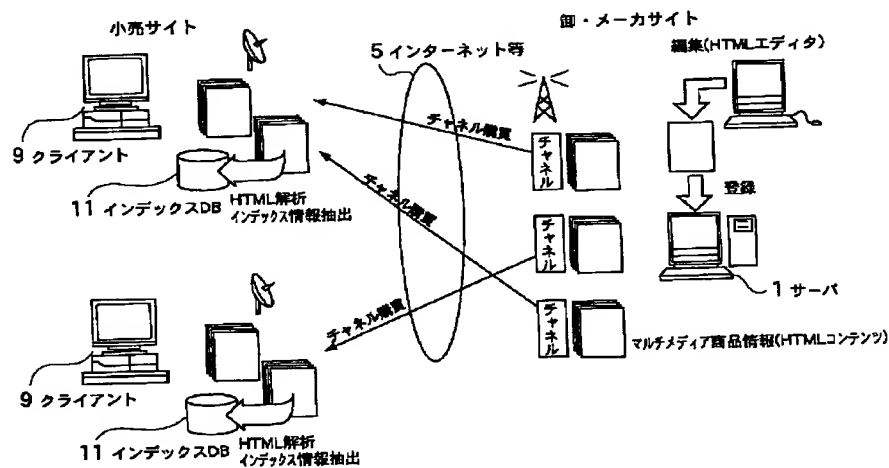 小売サイト
卸・メーカサイト
編集(HTMLエディタ)
5 インターネット等
チャネル購買
チャネル
9 クライアント
登録
11 インデックスDB
HTML解析
インデックス情報抽出
チャネル購買
チャネル
1 サーバ
チャネル購買
チャネル
マルチメディア商品情報(HTMLコンテンツ)
9 クライアント
11 インデックスDB
HTML解析
インデックス情報抽出